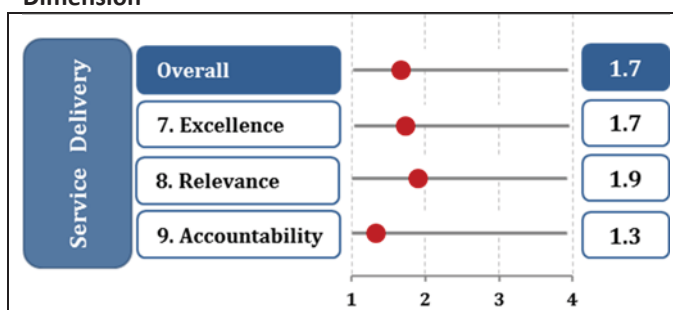 Dimension
Service Delivery
Overall 1.7
7. Excellence 1.7
8. Relevance 1.9
9. Accountability 1.3
1 2 3 4